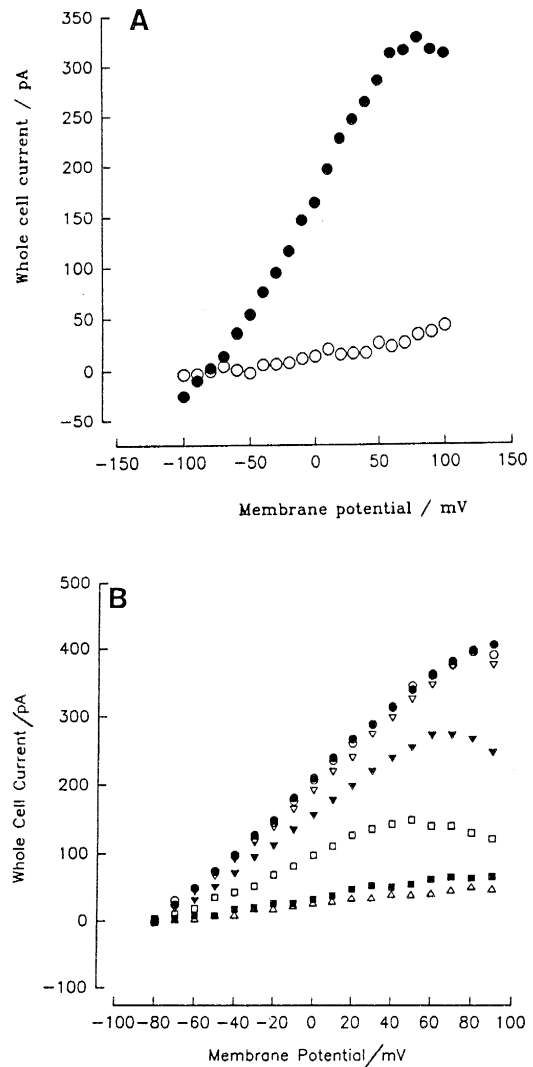 A
350
300
250
200
150
100
50
0
−50
Whole cell current / pA
−150 −100 −50 0 50 100 150
Membrane potential / mV
B
500
400
300
200
100
0
−100
Whole Cell Current/pA
−100−80 −60 −40 −20 0 20 40 60 80 100
Membrane Potential/mV